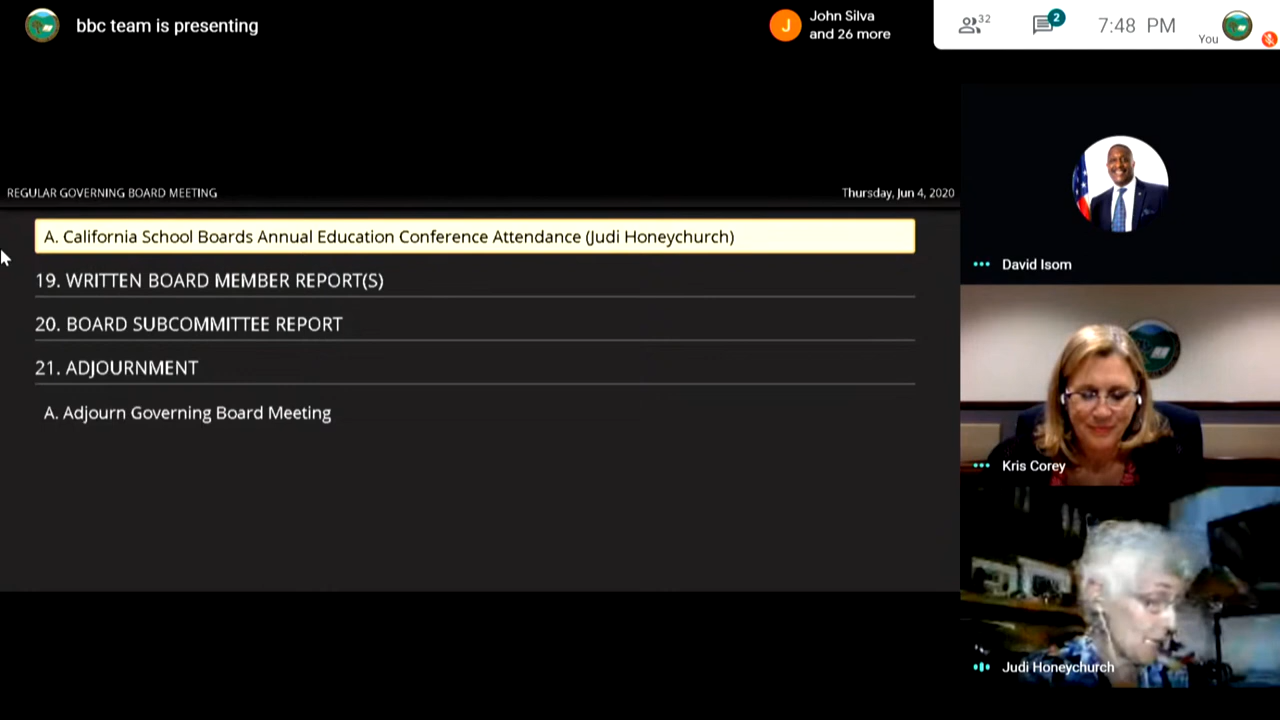 bbc team is presenting
J
John Silva
and 26 more
32
2
7:48 PM
You
REGULAR GOVERNING BOARD MEETING
Thursday, Jun 4, 2020
A. California School Boards Annual Education Conference Attendance (Judi Honeychurch)
19. WRITTEN BOARD MEMBER REPORT(S)
20. BOARD SUBCOMMITTEE REPORT
21. ADJOURNMENT
A. Adjourn Governing Board Meeting
David Isom
Kris Corey
Judi Honeychurch